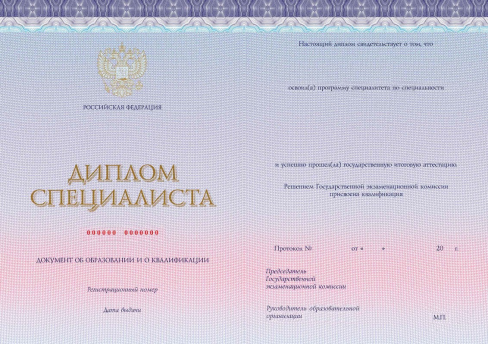 РОССИЙСКАЯ ФЕДЕРАЦИЯ
ДИПЛОМ
СПЕЦИАЛИСТА
000000 0000000
ДОКУМЕНТ ОБ ОБРАЗОВАНИИ И О КВАЛИФИКАЦИИ
Регистрационный номер
Дата выдачи
Настоящий диплом свидетельствует о том, что
освоил(а) программу специалитета по специальности
и успешно прошел(ла) государственную итоговую аттестацию.
Решением Государственной экзаменационной комиссии
присвоена квалификация
Протокол № от « » 20 г.
Председатель
Государственной
экзаменационной комиссии
Руководитель образовательной
организации
М.П.